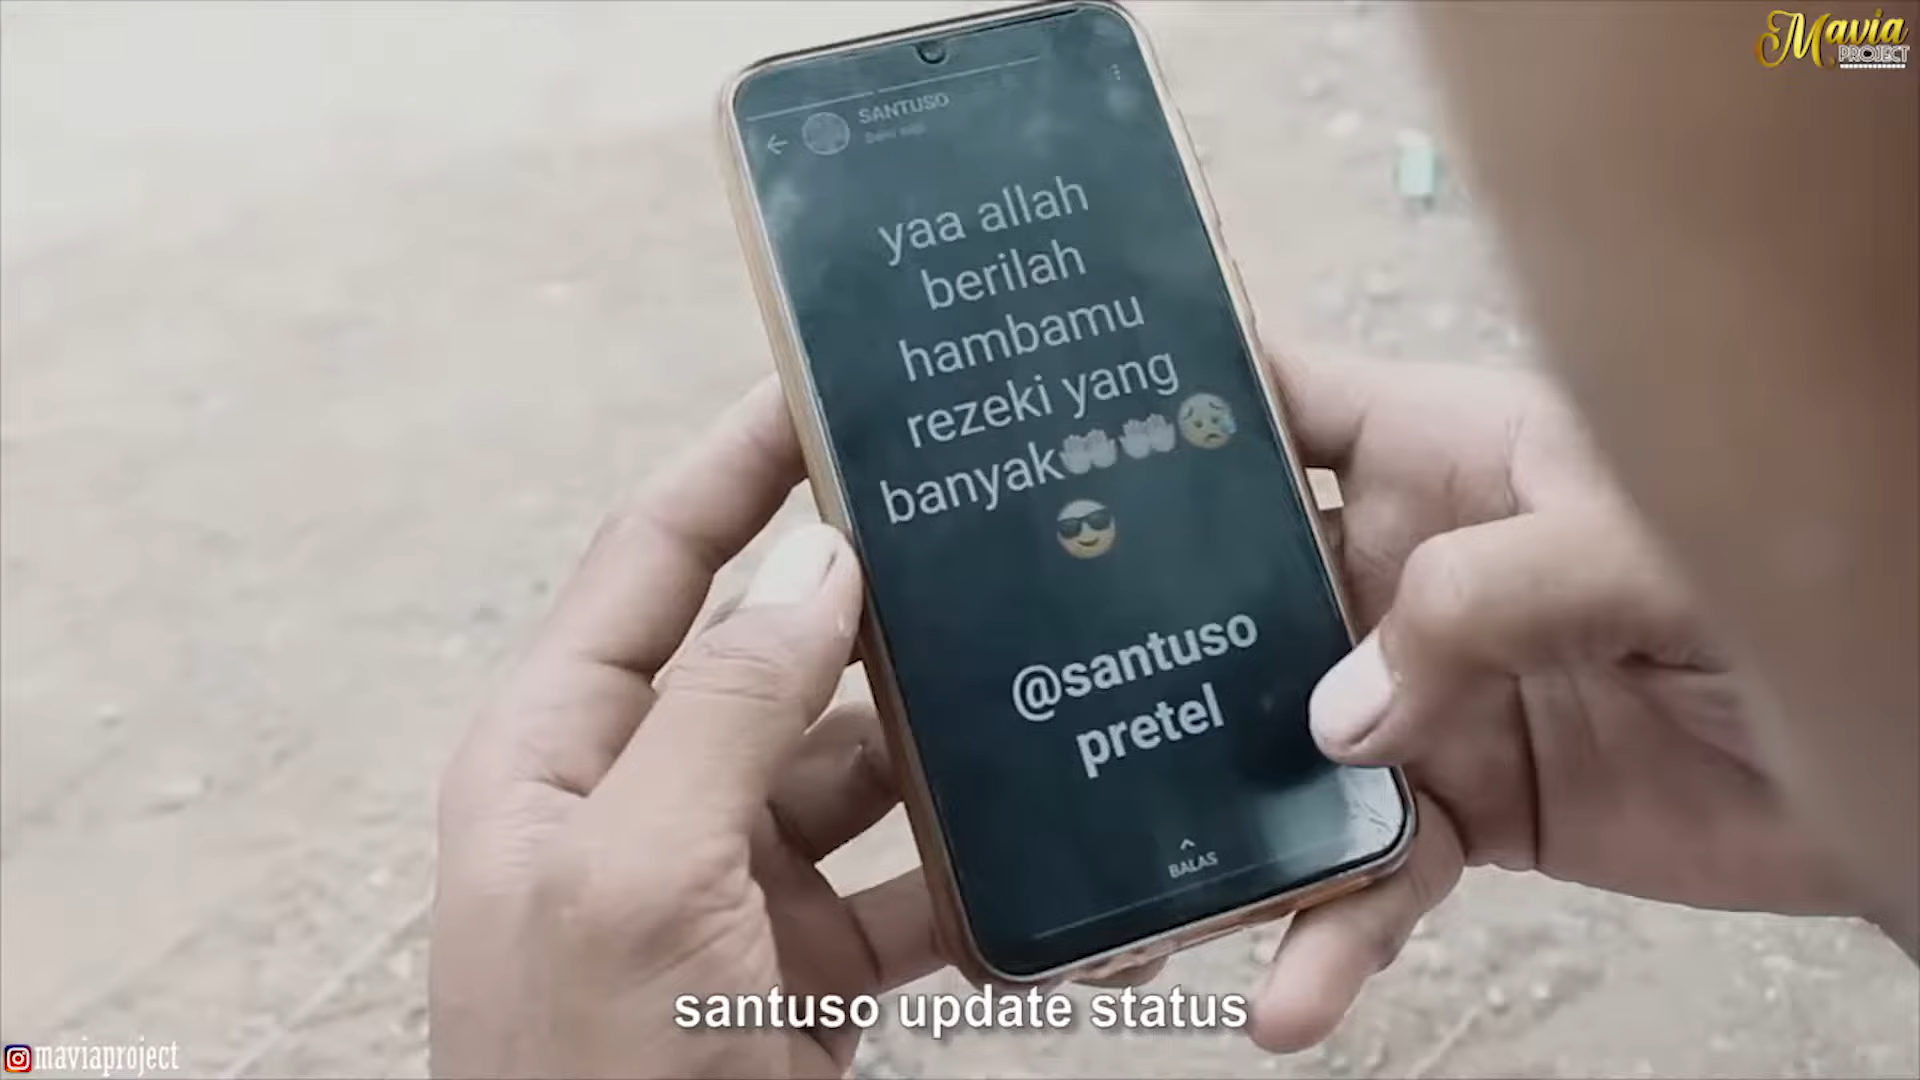 Mavia
PROJECT
SANTUSO
yaa allah
berilah
hambamu
rezeki yang
banyak🤲🤲😥
😎
@santuso
pretel
BALAS
santuso update status
maviaproject